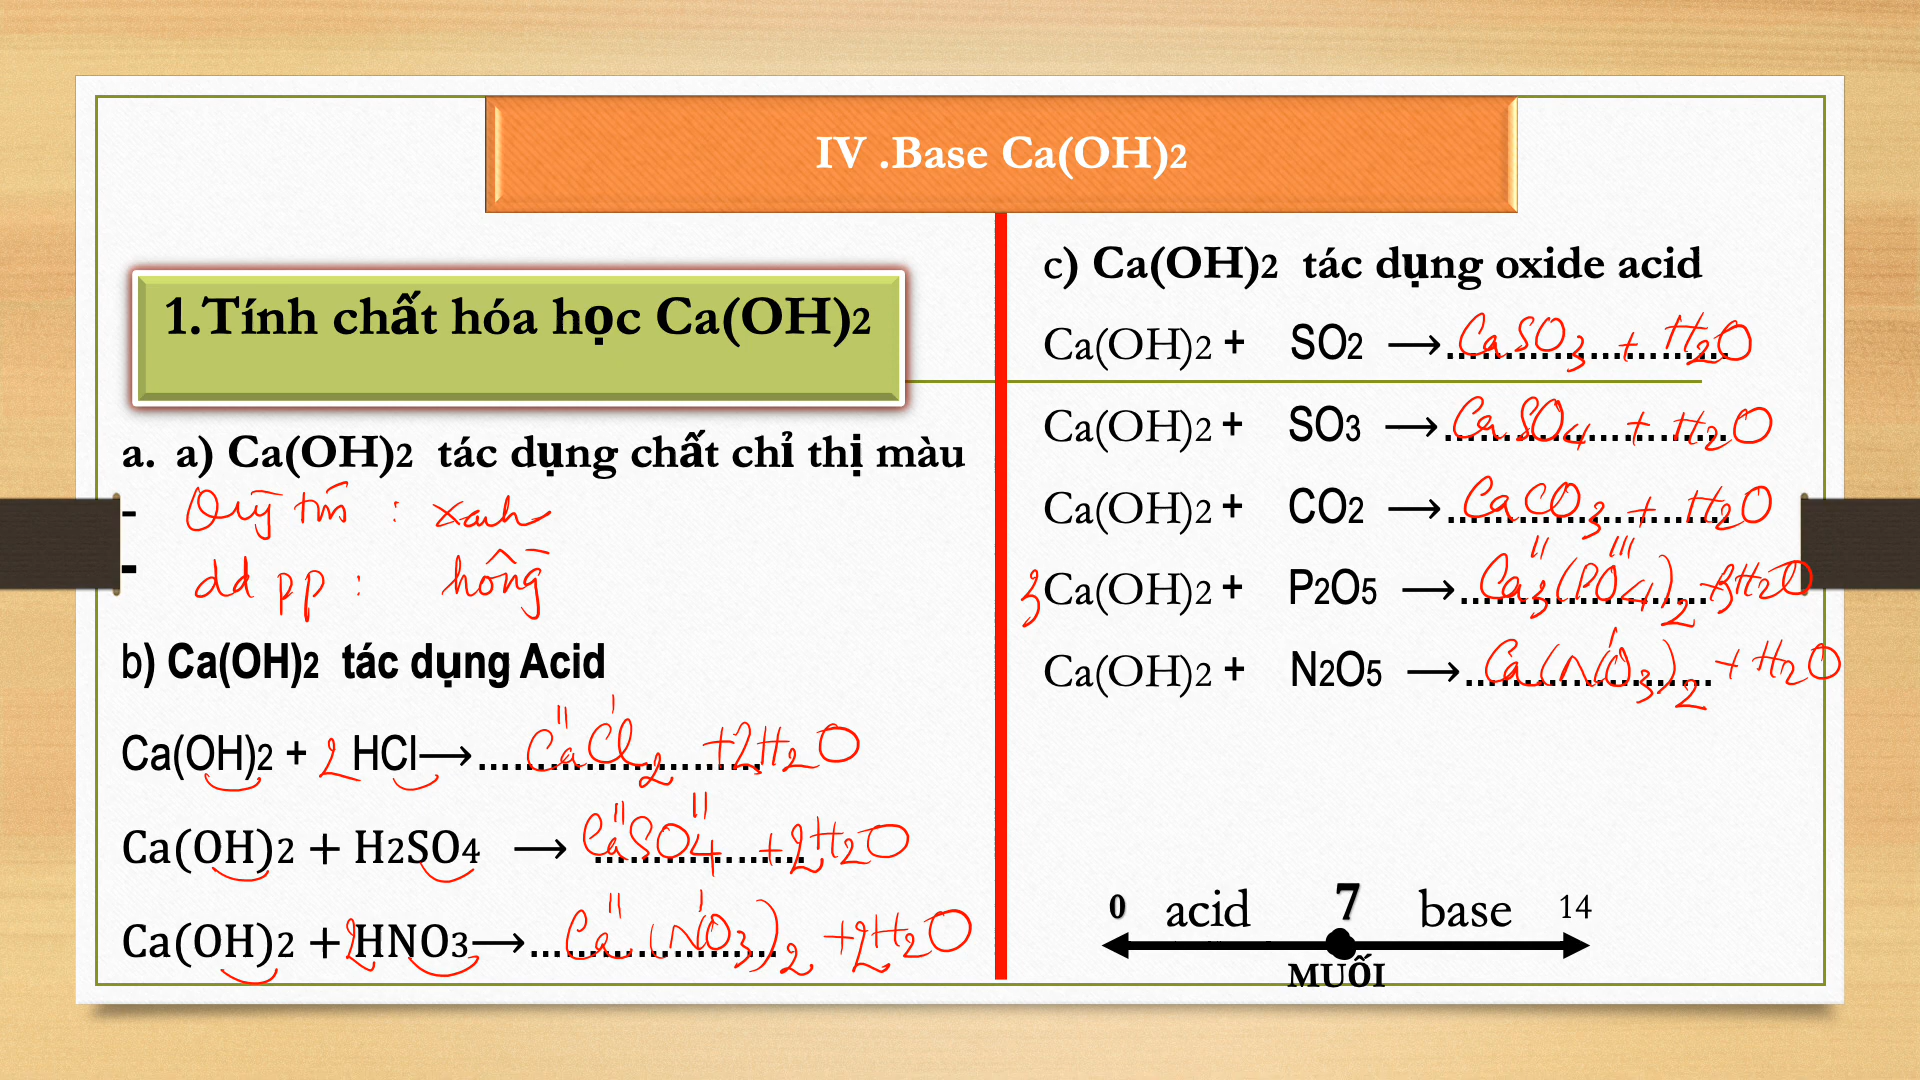 IV .Base Ca(OH)2
1.Tính chất hóa học Ca(OH)2
a. a) Ca(OH)2 tác dụng chất chỉ thị màu
- Quỳ tím : xanh
- dd pp : hồng
b) Ca(OH)2 tác dụng Acid
Ca(OH)2 + 2 HCl⟶........................ CaCl2 +2H2O
Ca(OH)2 + H2SO4 ⟶ .................. CaSO4 +2H2O
Ca(OH)2 + 2HNO3⟶..................... Ca(NO3)2 +2H2O
c) Ca(OH)2 tác dụng oxide acid
Ca(OH)2 + SO2 ⟶........................ CaSO3 + H2O
Ca(OH)2 + SO3 ⟶........................ CaSO4 + H2O
Ca(OH)2 + CO2 ⟶........................ CaCO3 + H2O
3Ca(OH)2 + P2O5 ⟶..................... Ca3(PO4)2 +3H2O
Ca(OH)2 + N2O5 ⟶..................... Ca(NO3)2 + H2O
0 acid 7 base 14
MUỐI